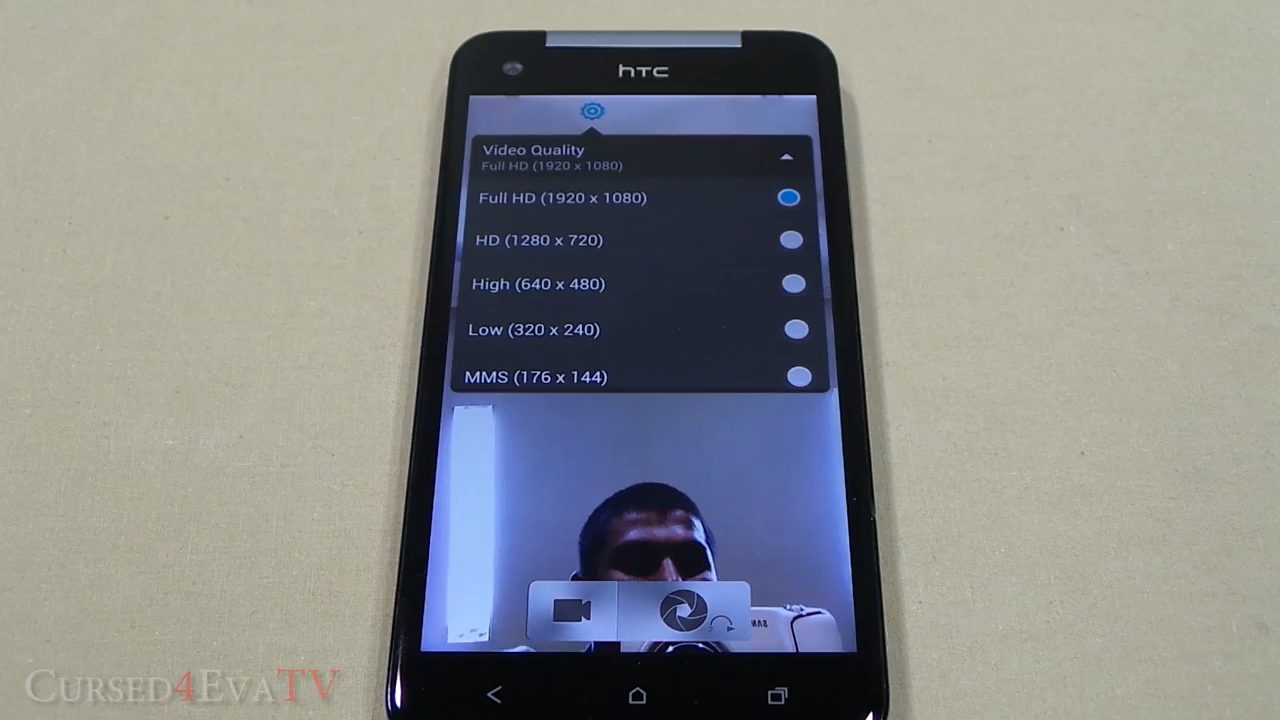 hTC
Video Quality
Full HD (1920 x 1080)
Full HD (1920 x 1080)
HD (1280 x 720)
High (640 x 480)
Low (320 x 240)
MMS (176 x 144)
CURSED4EVATV